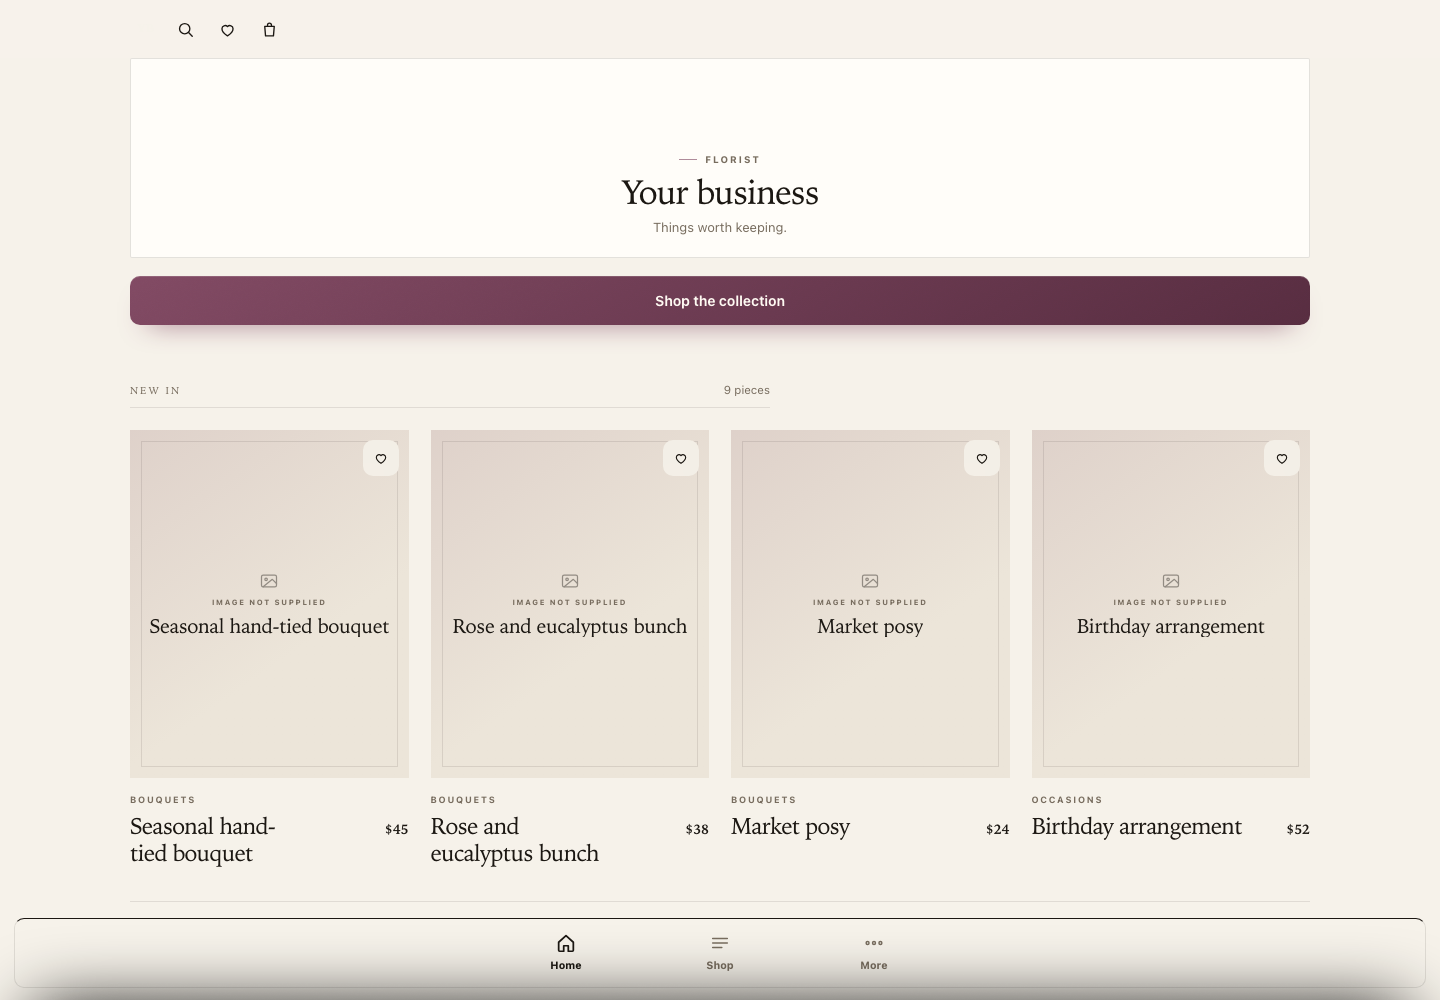 FLORIST
Your business
Things worth keeping.
Shop the collection
NEW IN
9 pieces
IMAGE NOT SUPPLIED
Seasonal hand-tied bouquet
IMAGE NOT SUPPLIED
Rose and eucalyptus bunch
IMAGE NOT SUPPLIED
Market posy
IMAGE NOT SUPPLIED
Birthday arrangement
BOUQUETS
Seasonal hand-
tied bouquet
$45
BOUQUETS
Rose and
eucalyptus bunch
$38
BOUQUETS
Market posy
$24
OCCASIONS
Birthday arrangement
$52
Home
Shop
More